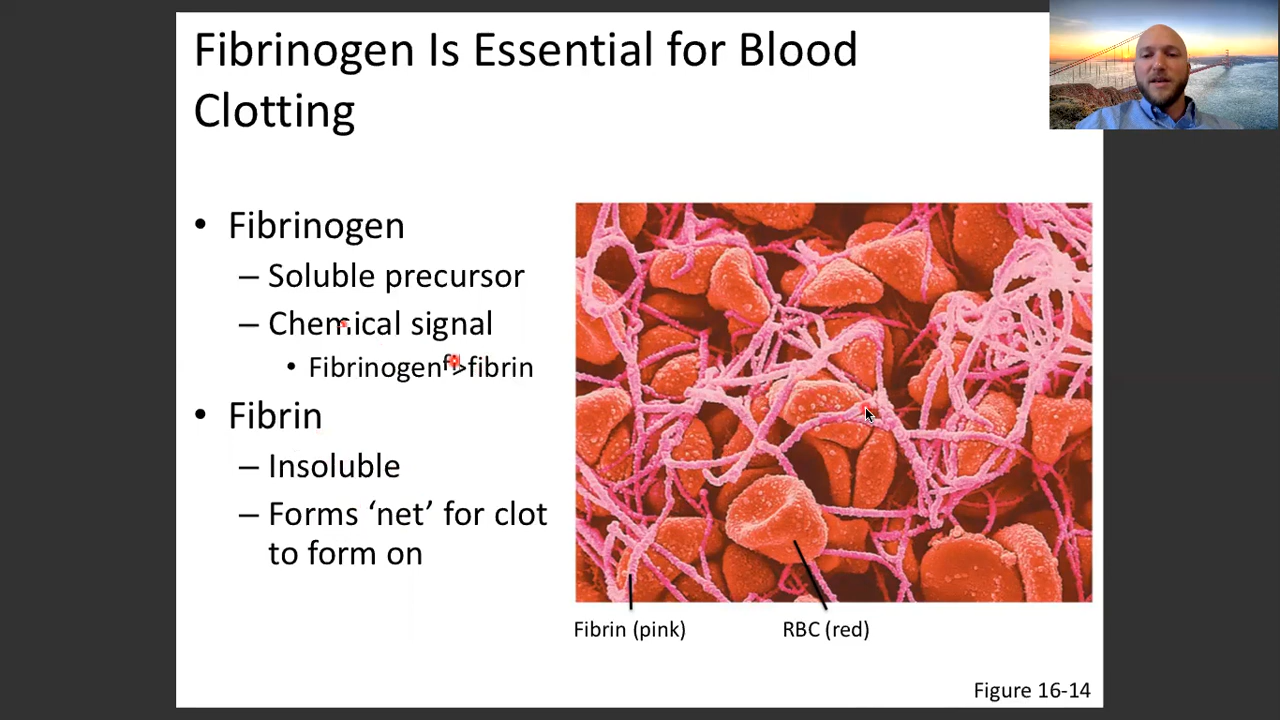 Fibrinogen Is Essential for Blood
Clotting
• Fibrinogen
– Soluble precursor
– Chemical signal
• Fibrinogen->fibrin
• Fibrin
– Insoluble
– Forms ‘net’ for clot
to form on
Fibrin (pink)
RBC (red)
Figure 16-14